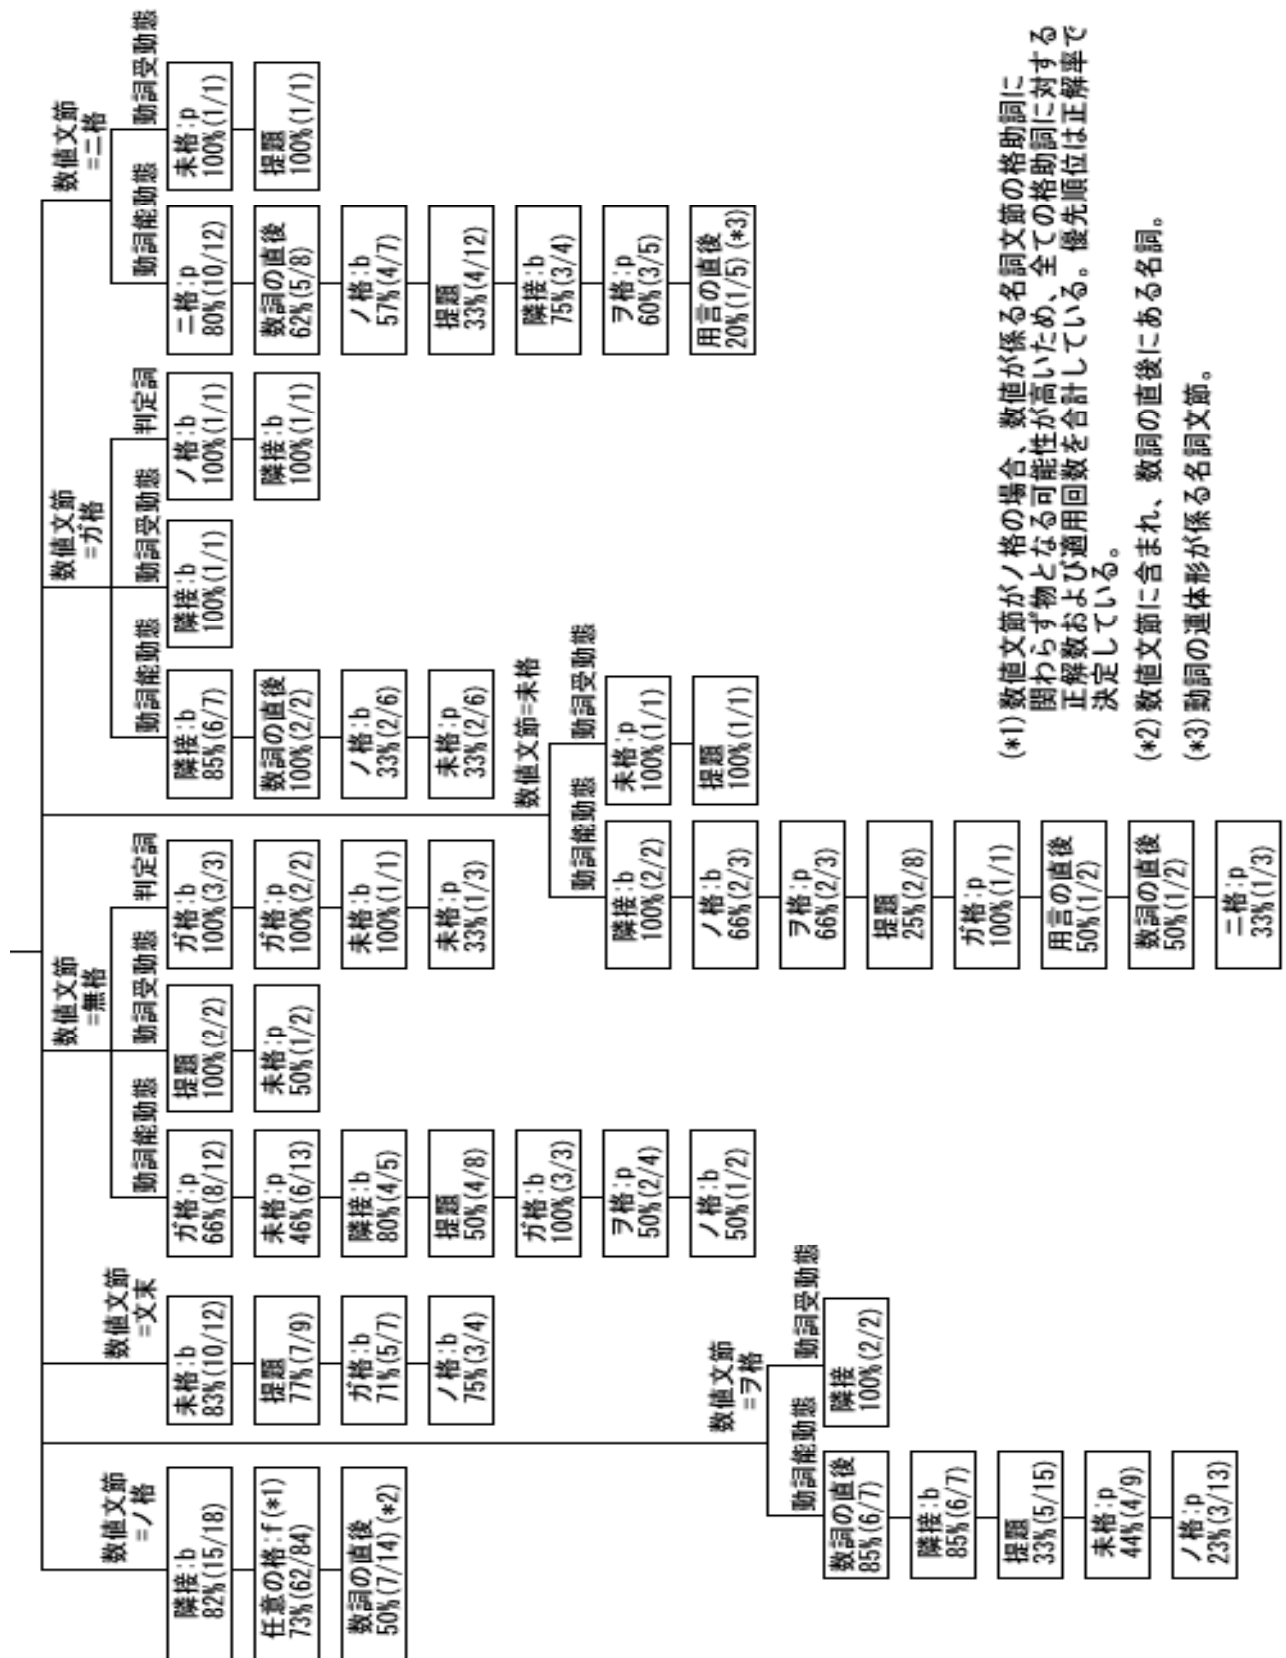 数値文節
=ノ格
隣接:b
82%(15/18)
任意の格:f(*1)
73%(62/84)
数詞の直後
50%(7/14)(*2)
数値文節
=文末
未格:b
83%(10/12)
提題
77%(7/9)
ガ格:b
71%(5/7)
ノ格:b
75%(3/4)
数値文節
=ヲ格
動詞能動態
数詞の直後
85%(6/7)
隣接:b
85%(6/7)
提題
33%(5/15)
未格:p
44%(4/9)
ノ格:p
23%(3/13)
動詞受動態
隣接
100%(2/2)
数値文節
=無格
動詞能動態
ガ格:p
66%(8/12)
未格:p
46%(6/13)
隣接:b
80%(4/5)
提題
50%(4/8)
ガ格:b
100%(3/3)
ヲ格:p
50%(2/4)
ノ格:b
50%(1/2)
動詞受動態
提題
100%(2/2)
未格:p
50%(1/2)
判定詞
ガ格:b
100%(3/3)
ガ格:p
100%(2/2)
未格:b
100%(1/1)
未格:p
33%(1/3)
数値文節=未格
動詞能動態
隣接:b
100%(2/2)
ノ格:b
66%(2/3)
ヲ格:p
66%(2/3)
提題
25%(2/8)
ガ格:p
100%(1/1)
用言の直後
50%(1/2)
数詞の直後
50%(1/2)
ニ格:p
33%(1/3)
動詞受動態
未格:p
100%(1/1)
提題
100%(1/1)
数値文節
=ガ格
動詞能動態
隣接:b
85%(6/7)
数詞の直後
100%(2/2)
ノ格:b
33%(2/6)
未格:p
33%(2/6)
動詞受動態
隣接:b
100%(1/1)
判定詞
ノ格:b
100%(1/1)
隣接:b
100%(1/1)
数値文節
=ニ格
動詞能動態
ニ格:p
80%(10/12)
数詞の直後
62%(5/8)
ノ格:b
57%(4/7)
提題
33%(4/12)
隣接:b
75%(3/4)
ヲ格:p
60%(3/5)
用言の直後
20%(1/5)(*3)
動詞受動態
未格:p
100%(1/1)
提題
100%(1/1)
(*1)数値文節がノ格の場合、数値が係る名詞文節の格助詞に
関わらず物となる可能性が高いため、全ての格助詞に対する
正解数および適用回数を合計している。優先順位は正解率で
決定している。
(*2)数値文節に含まれ、数詞の直後にある名詞。
(*3)動詞の連体形が係る名詞文節。